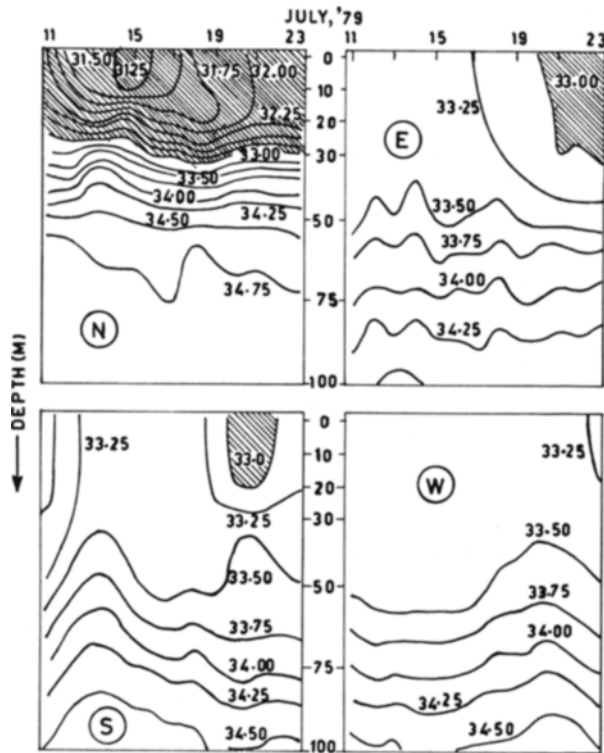 JULY, '79
11 15 19 23 11 15 19 23
31.50 31.25 31.75 32.00 0 33.00
10
32.25 33.25
20
33.00 30 E
33.50
34.00 33.50
34.50 34.25 50 33.75
34.75 75 34.00
N 34.25
100
DEPTH (M)
33.25 33.0 0 33.25
10
20 W
33.25 30
33.50
33.50 50
33.75 33.75
34.00 75 34.00
34.25 34.25
S 34.50 100 34.50